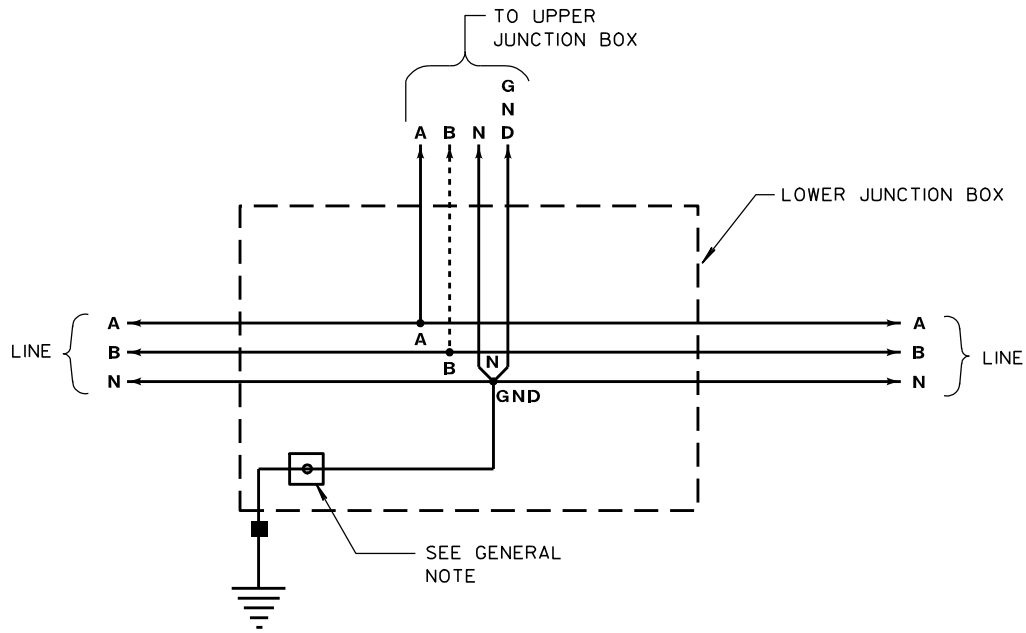 TO UPPER
JUNCTION BOX
G
N
A B N D
LOWER JUNCTION BOX
A A
LINE B B LINE
N N
A
B
N
GND
SEE GENERAL
NOTE